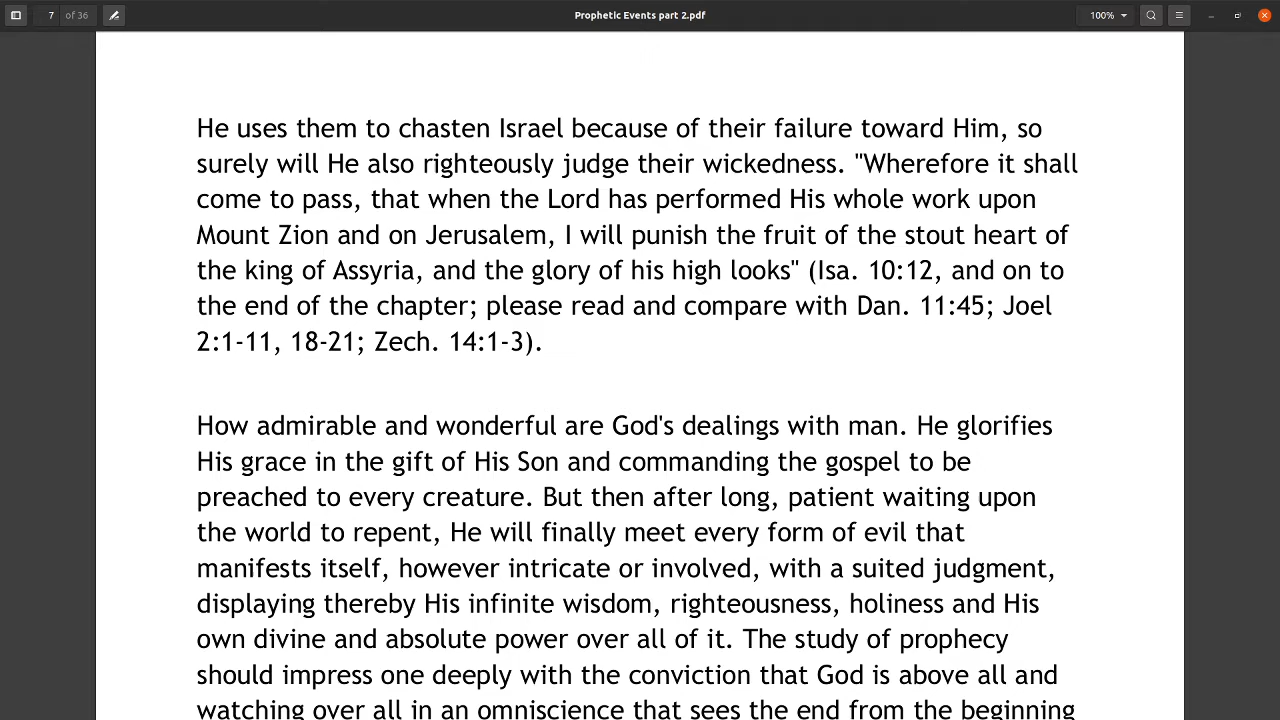 7 of 36
Prophetic Events part 2.pdf
100%
He uses them to chasten Israel because of their failure toward Him, so
surely will He also righteously judge their wickedness. "Wherefore it shall
come to pass, that when the Lord has performed His whole work upon
Mount Zion and on Jerusalem, I will punish the fruit of the stout heart of
the king of Assyria, and the glory of his high looks" (Isa. 10:12, and on to
the end of the chapter; please read and compare with Dan. 11:45; Joel
2:1-11, 18-21; Zech. 14:1-3).
How admirable and wonderful are God's dealings with man. He glorifies
His grace in the gift of His Son and commanding the gospel to be
preached to every creature. But then after long, patient waiting upon
the world to repent, He will finally meet every form of evil that
manifests itself, however intricate or involved, with a suited judgment,
displaying thereby His infinite wisdom, righteousness, holiness and His
own divine and absolute power over all of it. The study of prophecy
should impress one deeply with the conviction that God is above all and
watching over all in an omniscience that sees the end from the beginning